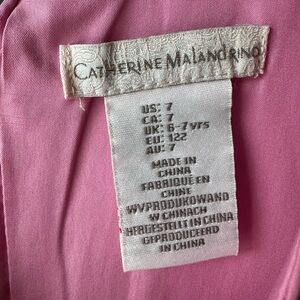 CATHERINE MALANDRINO
US: 7
CA: 7
UK: 6-7 yrs
EU: 122
AU: 7
MADE IN
CHINA
FABRIQUÉ EN
CHINE
WYPRODUKOWANO
W CHINACH
HERGESTELLT IN CHINA
GEPRODUCEERD
IN CHINA